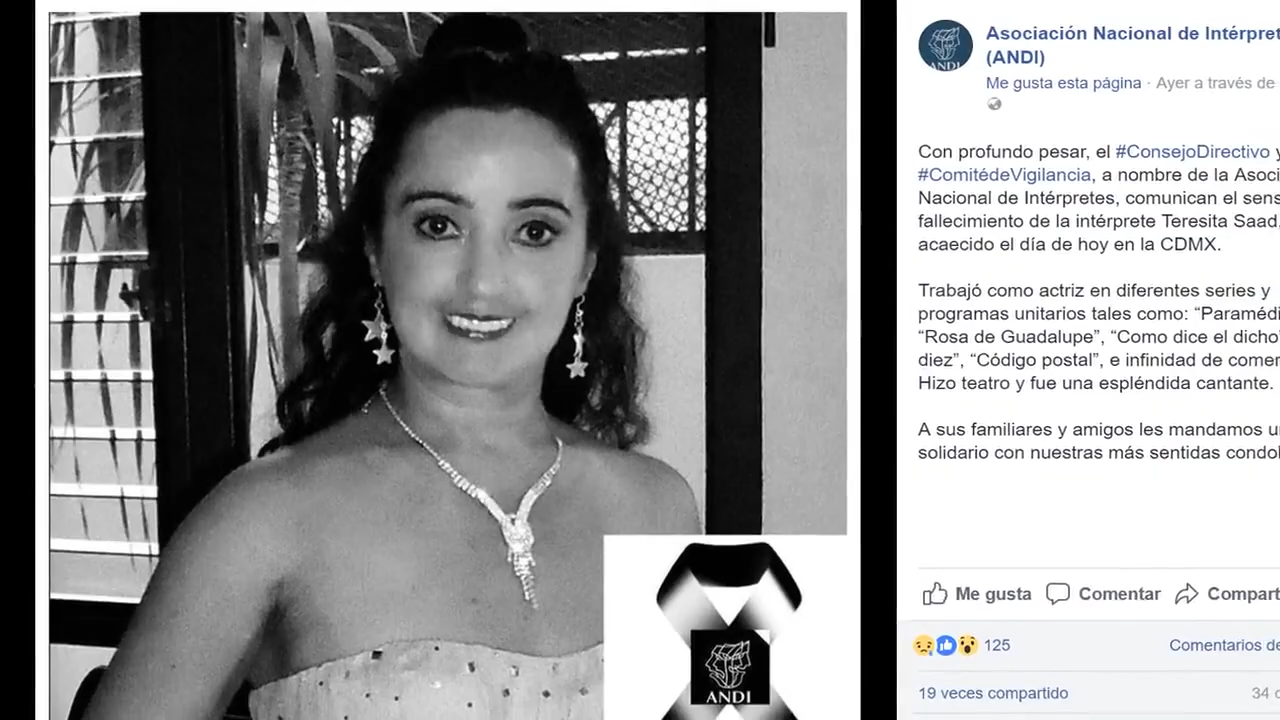 Asociación Nacional de Intérpret
(ANDI)
Me gusta esta página · Ayer a través de
Con profundo pesar, el #ConsejoDirectivo y
#ComitédeVigilancia, a nombre de la Asoci
Nacional de Intérpretes, comunican el sens
fallecimiento de la intérprete Teresita Saad,
acaecido el día de hoy en la CDMX.
Trabajó como actriz en diferentes series y
programas unitarios tales como: “Paramédi
“Rosa de Guadalupe”, “Como dice el dicho
diez”, “Código postal”, e infinidad de comer
Hizo teatro y fue una espléndida cantante.
A sus familiares y amigos les mandamos u
solidario con nuestras más sentidas condol
Me gusta Comentar Compart
125 Comentarios de
19 veces compartido 34 c
ANDI
ANDI